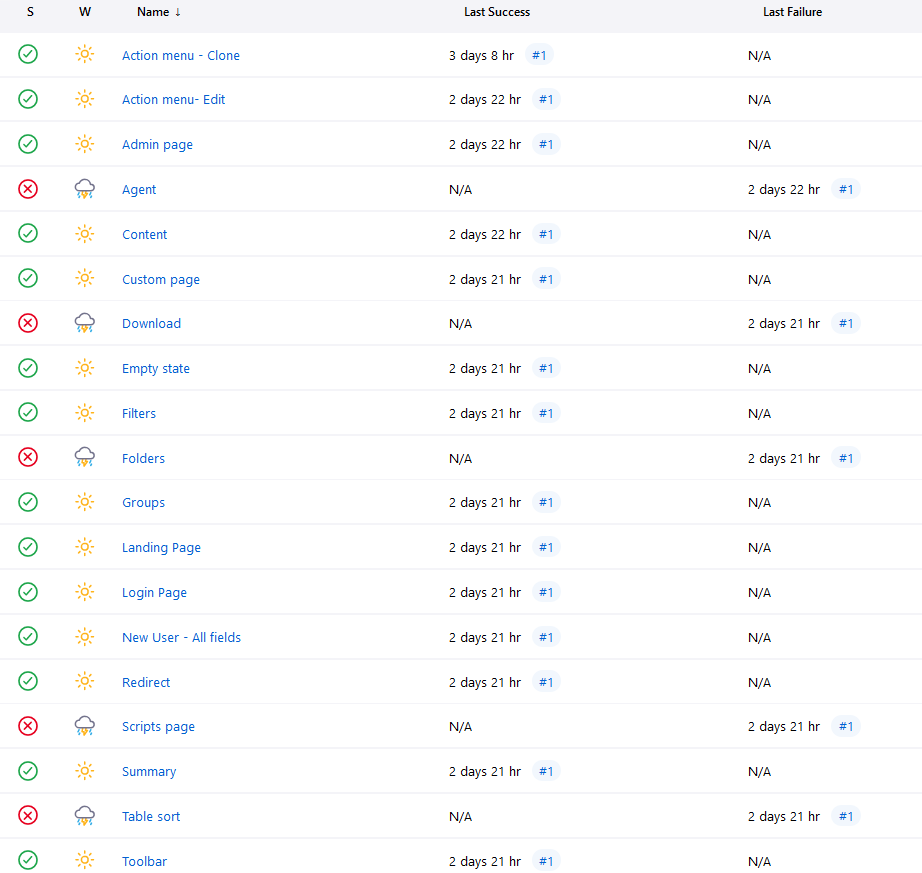 S W Name ↓ Last Success Last Failure
Action menu - Clone 3 days 8 hr #1 N/A
Action menu- Edit 2 days 22 hr #1 N/A
Admin page 2 days 22 hr #1 N/A
Agent N/A 2 days 22 hr #1
Content 2 days 22 hr #1 N/A
Custom page 2 days 21 hr #1 N/A
Download N/A 2 days 21 hr #1
Empty state 2 days 21 hr #1 N/A
Filters 2 days 21 hr #1 N/A
Folders N/A 2 days 21 hr #1
Groups 2 days 21 hr #1 N/A
Landing Page 2 days 21 hr #1 N/A
Login Page 2 days 21 hr #1 N/A
New User - All fields 2 days 21 hr #1 N/A
Redirect 2 days 21 hr #1 N/A
Scripts page N/A 2 days 21 hr #1
Summary 2 days 21 hr #1 N/A
Table sort N/A 2 days 21 hr #1
Toolbar 2 days 21 hr #1 N/A